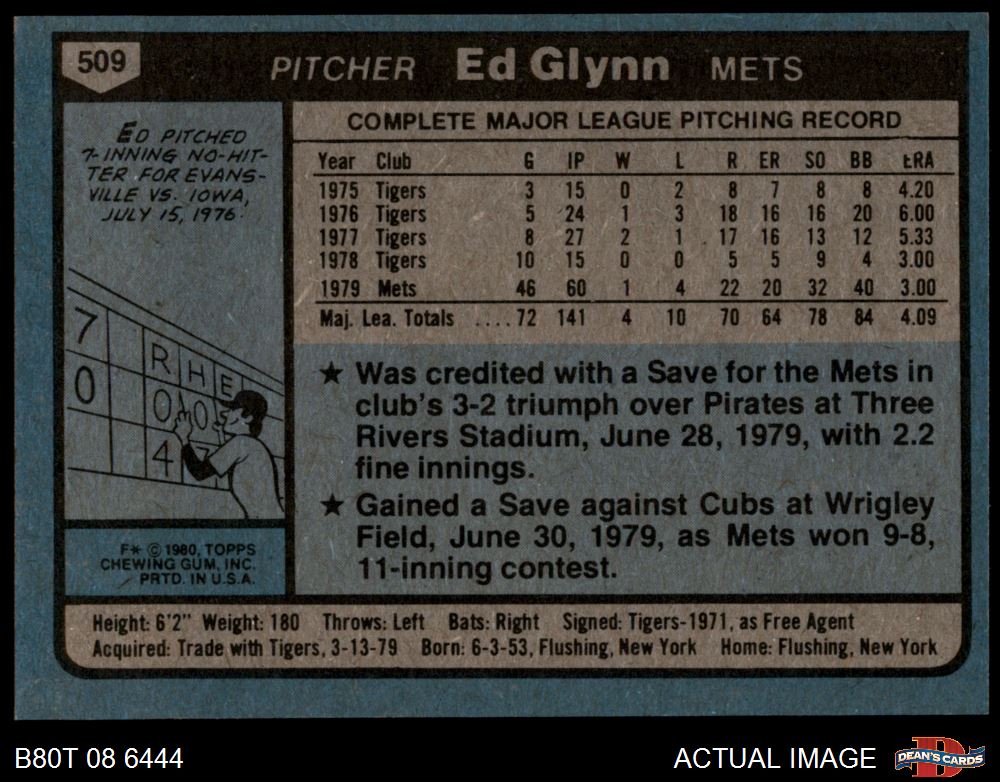 509
PITCHER Ed Glynn METS
ED PITCHED
7-INNING NO-HIT-
TER FOR EVANS-
VILLE VS. IOWA,
JULY 15, 1976.
7
0
R H E
0 0
4
F* © 1980, TOPPS
CHEWING GUM, INC.
PRTD. IN U.S.A.
COMPLETE MAJOR LEAGUE PITCHING RECORD
Year Club G IP W L R ER SO BB ERA
1975 Tigers 3 15 0 2 8 7 8 8 4.20
1976 Tigers 5 24 1 3 18 16 16 20 6.00
1977 Tigers 8 27 2 1 17 16 13 12 5.33
1978 Tigers 10 15 0 0 5 5 9 4 3.00
1979 Mets 46 60 1 4 22 20 32 40 3.00
Maj. Lea. Totals ....72 141 4 10 70 64 78 84 4.09
★ Was credited with a Save for the Mets in
club's 3-2 triumph over Pirates at Three
Rivers Stadium, June 28, 1979, with 2.2
fine innings.
★ Gained a Save against Cubs at Wrigley
Field, June 30, 1979, as Mets won 9-8,
11-inning contest.
Height: 6'2" Weight: 180 Throws: Left Bats: Right Signed: Tigers-1971, as Free Agent
Acquired: Trade with Tigers, 3-13-79 Born: 6-3-53, Flushing, New York Home: Flushing, New York
B80T 08 6444
ACTUAL IMAGE
D
DEAN'S CARDS